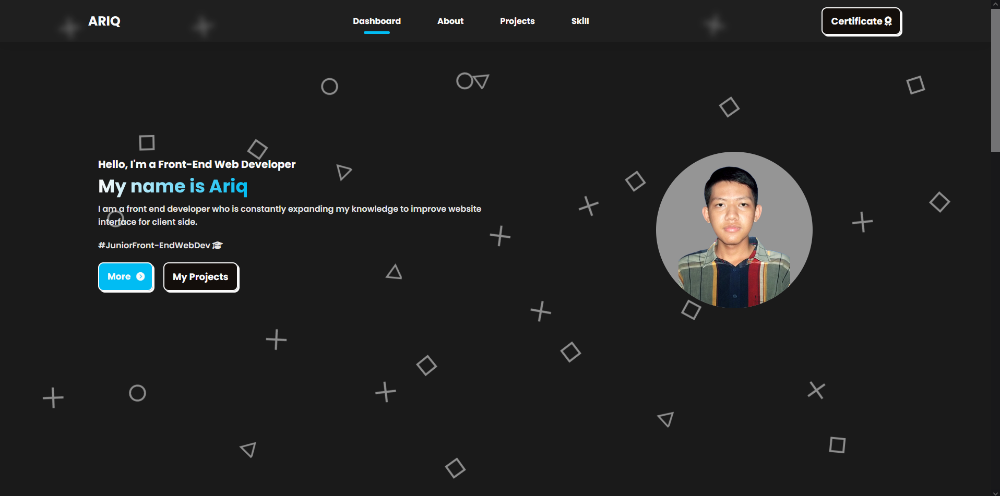 ARIQ
Dashboard
About
Projects
Skill
Certificate
Hello, I'm a Front-End Web Developer
My name is Ariq
I am a front end developer who is constantly expanding my knowledge to improve website
interface for client side.
#JuniorFront-EndWebDev
More
My Projects